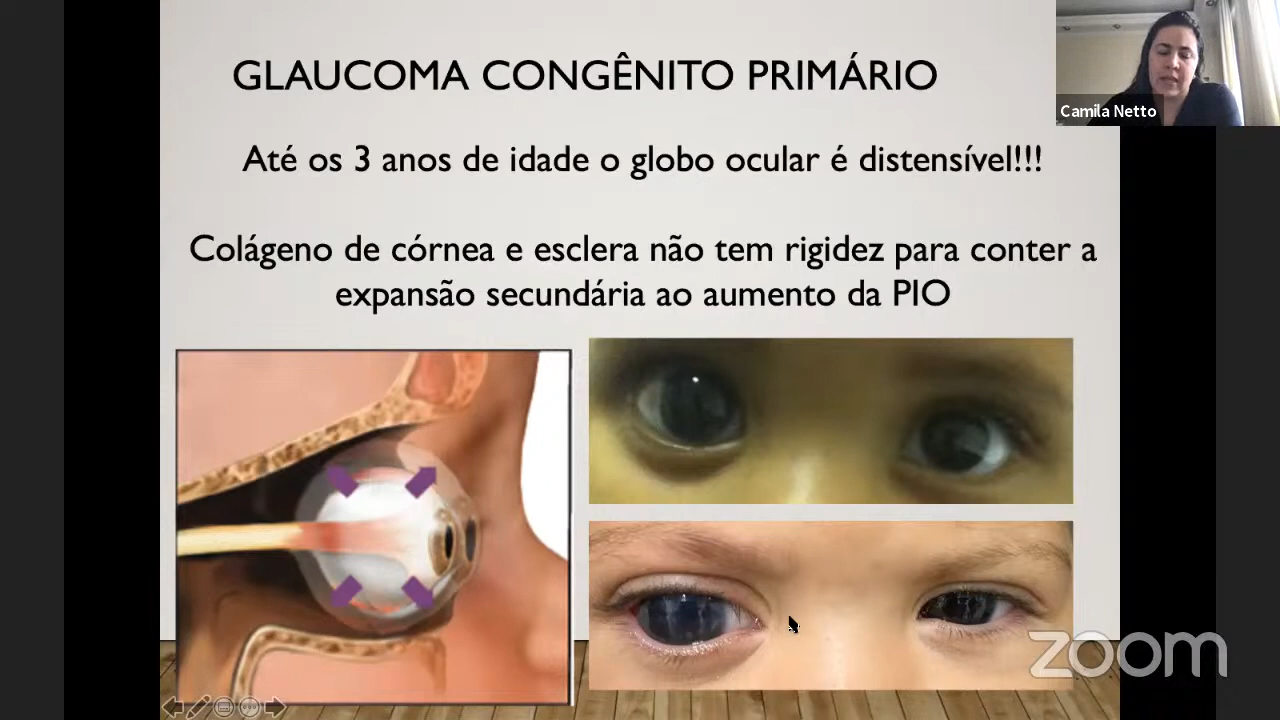 GLAUCOMA CONGÊNITO PRIMÁRIO
Camila Netto
Até os 3 anos de idade o globo ocular é distensível!!!
Colágeno de córnea e esclera não tem rigidez para conter a
expansão secundária ao aumento da PIO
zoom